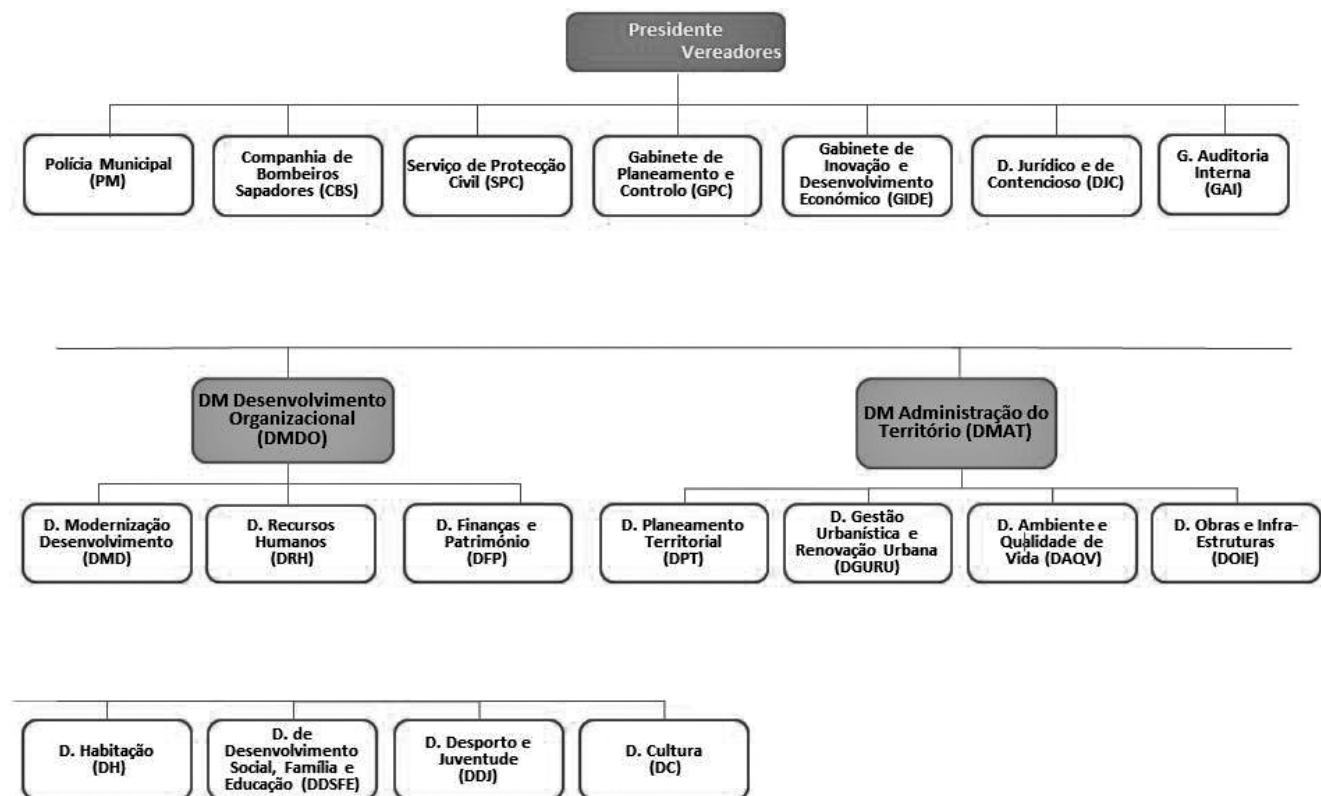 Presidente
Vereadores
Polícia Municipal
(PM)
Companhia de
Bombeiros
Sapadores (CBS)
Serviço de Protecção
Civil (SPC)
Gabinete de
Planeamento e
Controlo (GPC)
Gabinete de
Inovação e
Desenvolvimento
Económico (GIDE)
D. Jurídico e de
Contencioso (DJC)
G. Auditoria
Interna
(GAI)
DM Desenvolvimento
Organizacional
(DMDO)
DM Administração do
Território (DMAT)
D. Modernização
Desenvolvimento
(DMD)
D. Recursos
Humanos
(DRH)
D. Finanças e
Património
(DFP)
D. Planeamento
Territorial
(DPT)
D. Gestão
Urbanística e
Renovação Urbana
(DGURU)
D. Ambiente e
Qualidade de
Vida (DAQV)
D. Obras e Infra-
Estruturas
(DOIE)
D. Habitação
(DH)
D. de
Desenvolvimento
Social, Família e
Educação (DDSFE)
D. Desporto e
Juventude
(DDJ)
D. Cultura
(DC)